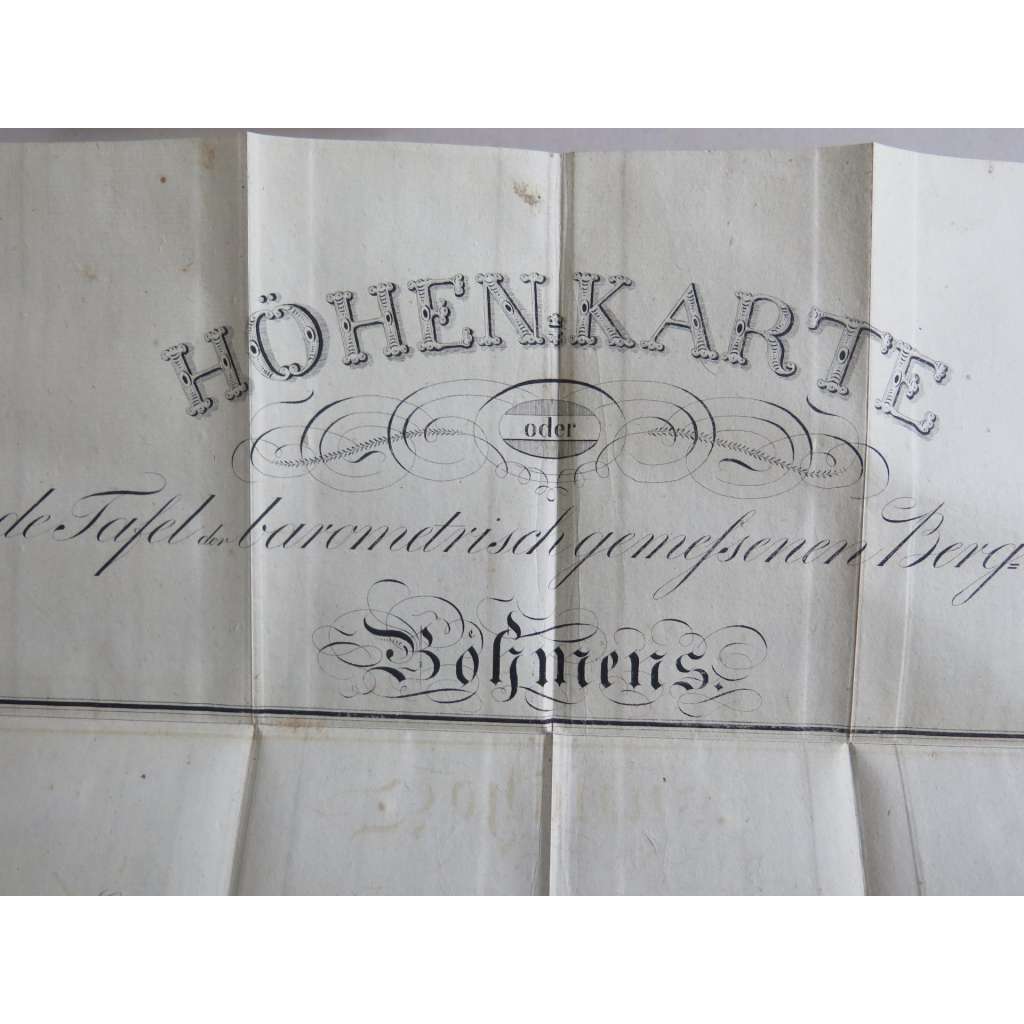 HÖHEN=KARTE
oder
de Tafel der barometrisch gemeſsenen Berg=
Böhmens.